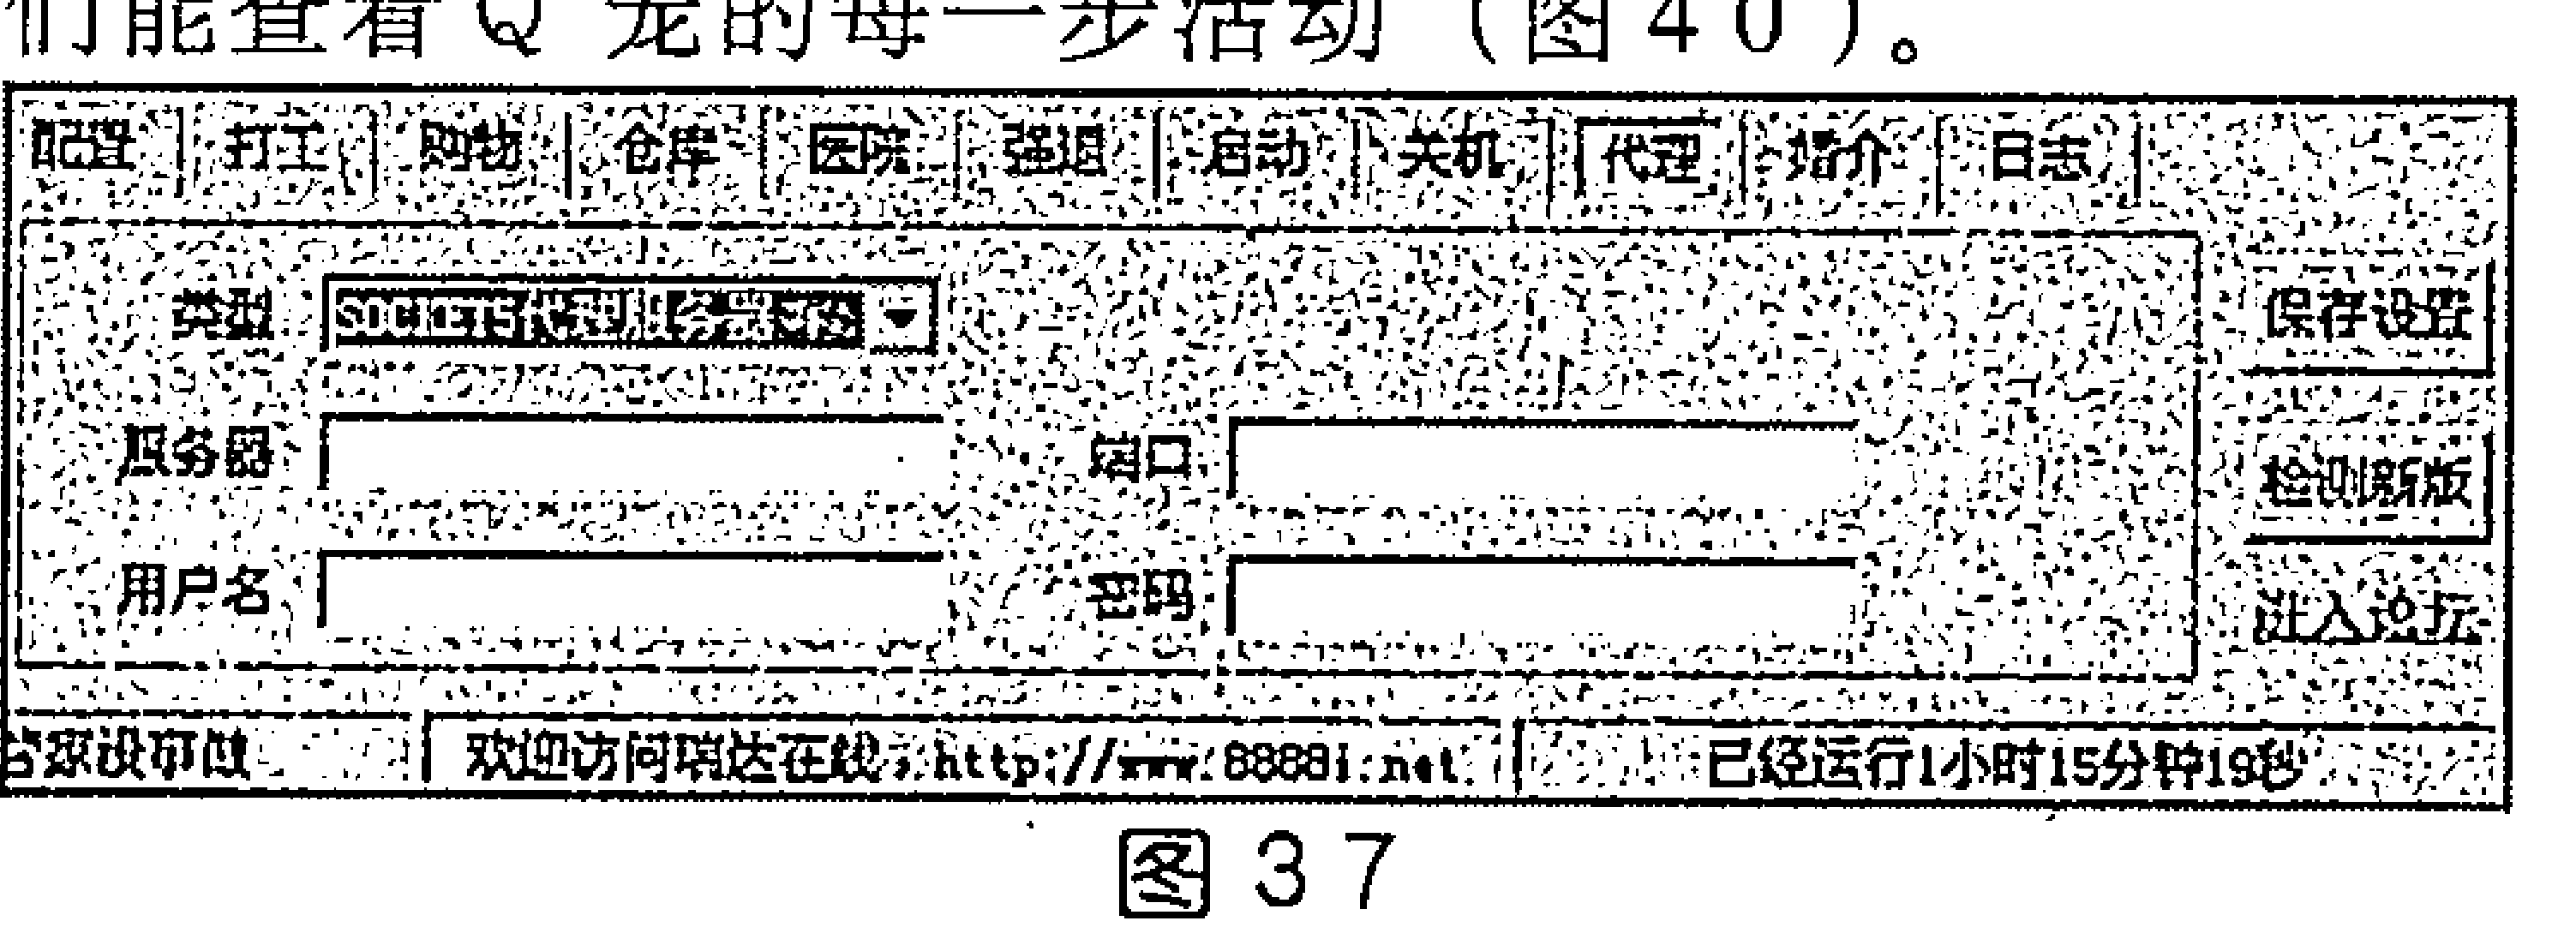 们能查看Q宠的每一步活动(图40)。
配置 打工 购物 仓库 医院 强退 启动 关机 代理 婚介 日志
类型 SOCKET5代理服务器 保存设置
服务器 端口 检测新版
用户名 密码 进入论坛
欢迎访问瑞达在线:http://www.88881.net 已经运行1小时15分钟19秒
图37